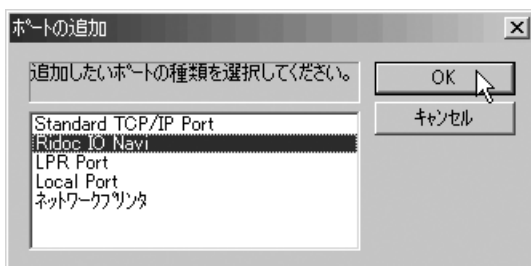 ﾎﾟｰﾄの追加
追加したいﾎﾟｰﾄの種類を選択してください。
OK
ｷｬﾝｾﾙ
Standard TCP/IP Port
Ridoc IO Navi
LPR Port
Local Port
ﾈｯﾄﾜｰｸﾌﾟﾘﾝﾀ